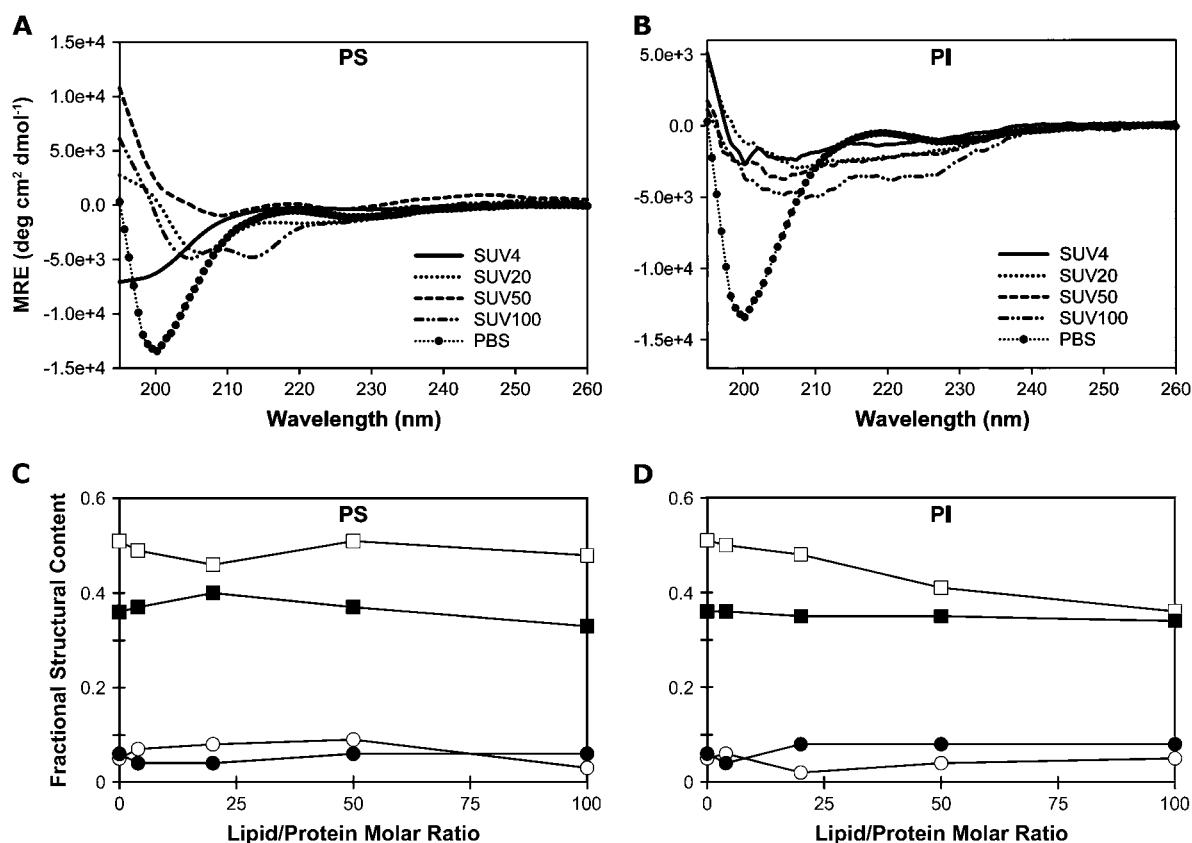 A
PS
1.5e+4
1.0e+4
5.0e+3
0.0
-5.0e+3
-1.0e+4
-1.5e+4
MRE (deg cm² dmol⁻¹)
SUV4
SUV20
SUV50
SUV100
PBS
200 210 220 230 240 250 260
Wavelength (nm)
B
PI
5.0e+3
0.0
-5.0e+3
-1.0e+4
-1.5e+4
SUV4
SUV20
SUV50
SUV100
PBS
200 210 220 230 240 250 260
Wavelength (nm)
C
PS
0.6
0.4
0.2
0
Fractional Structural Content
0 25 50 75 100
Lipid/Protein Molar Ratio
D
PI
0.6
0.4
0.2
0
0 25 50 75 100
Lipid/Protein Molar Ratio